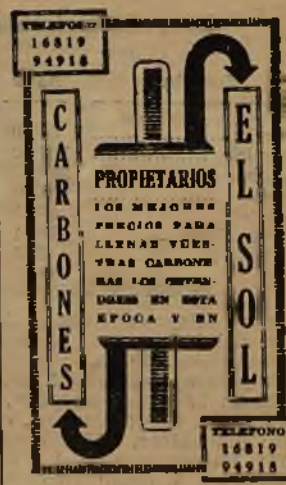 TELEFONO
16819
94918
CARBONES
EL SOL
PROPIETARIOS
LOS MEJORES
PRECIOS PARA
LLENAR VUES-
TRAS CARBONE-
RAS LOS OBTEN-
DREIS EN ESTA
EPOCA Y EN
TELEFONO
16819
94918